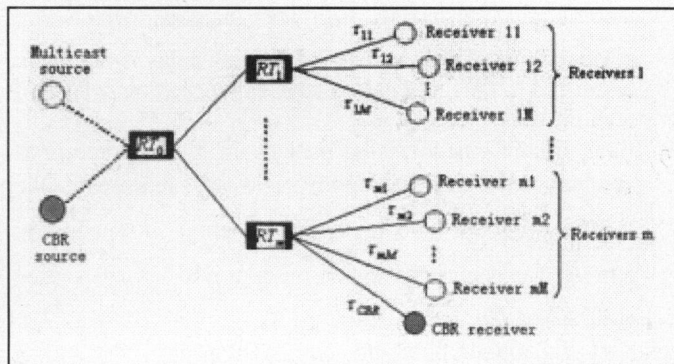 Multicast
source
CBR
source
RT0
RT1
RTm
r11
r12
r1M
rm1
rm2
rmM
rCBR
Receiver 11
Receiver 12
Receiver 1M
Receivers 1
Receiver m1
Receiver m2
Receiver mM
Receivers m
CBR receiver